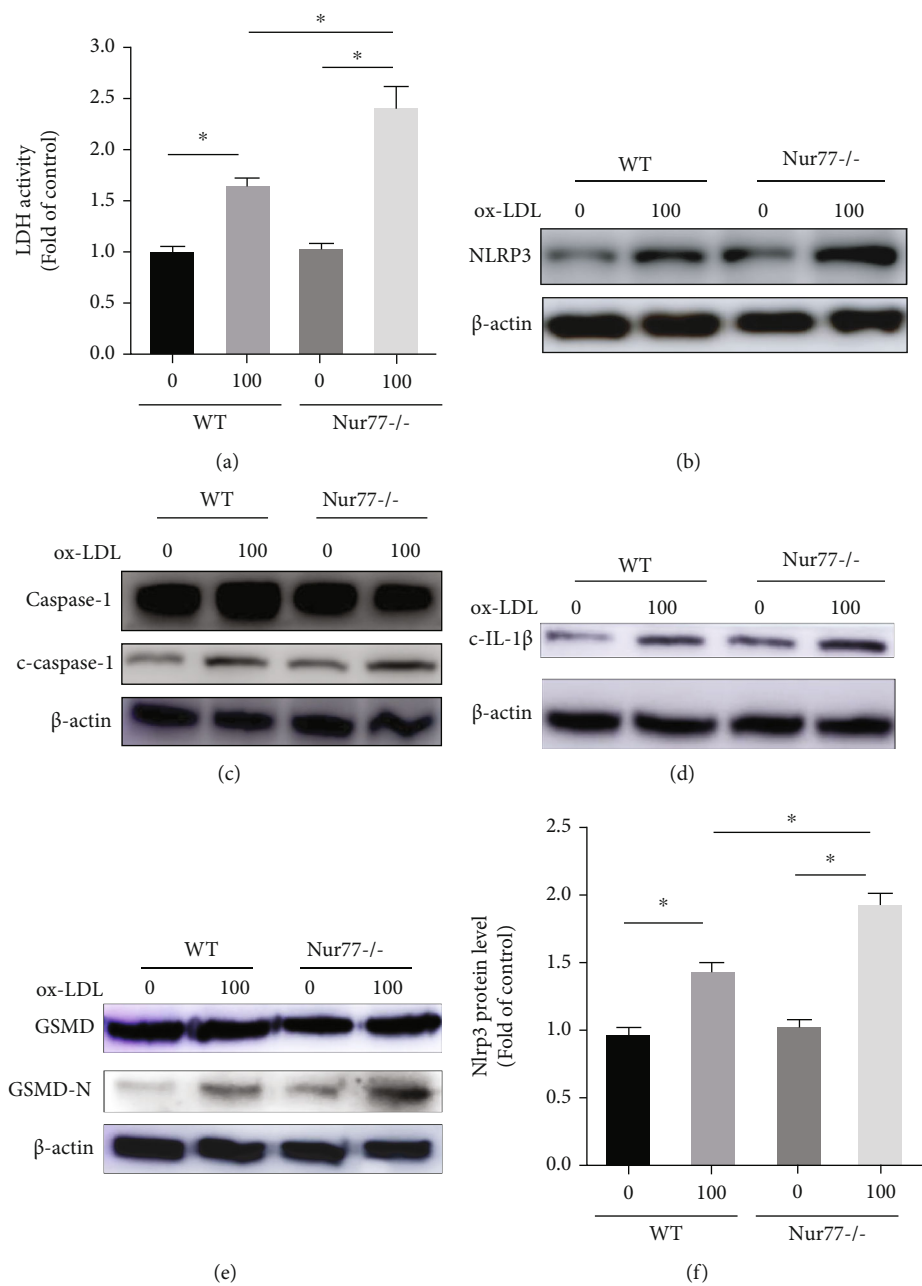 *
*
*
3.0
2.5
2.0
1.5
1.0
0.5
0.0
LDH activity
(Fold of control)
0 100 0 100
WT Nur77-/-
(a)
WT Nur77-/-
ox-LDL 0 100 0 100
NLRP3
β-actin
(b)
WT Nur77-/-
ox-LDL 0 100 0 100
Caspase-1
c-caspase-1
β-actin
(c)
WT Nur77-/-
ox-LDL 0 100 0 100
c-IL-1β
β-actin
(d)
WT Nur77-/-
ox-LDL 0 100 0 100
GSMD
GSMD-N
β-actin
(e)
*
*
*
2.5
2.0
1.5
1.0
0.5
0.0
Nlrp3 protein level
(Fold of control)
0 100 0 100
WT Nur77-/-
(f)